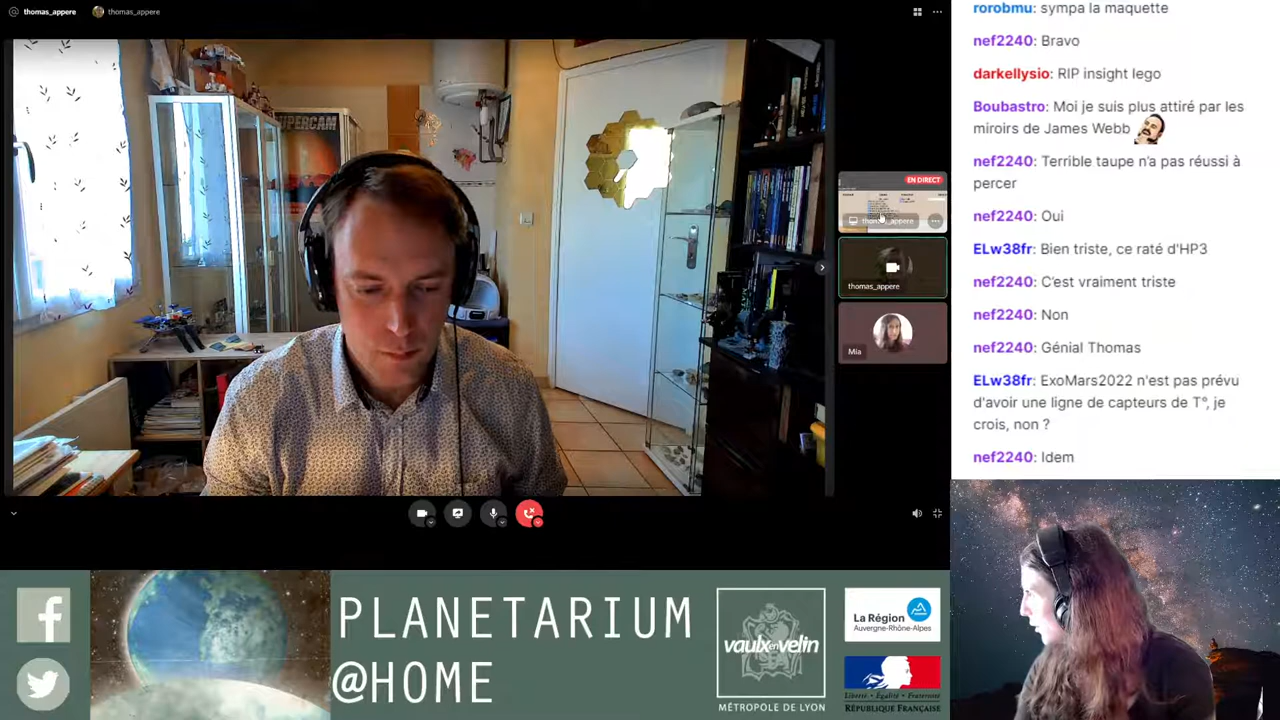 thomas_appere
thomas_appere
rorobmu: sympa la maquette
nef2240: Bravo
darkellysio: RIP insight lego
Boubastro: Moi je suis plus attiré par les
miroirs de James Webb
nef2240: Terrible taupe n'a pas réussi à
percer
nef2240: Oui
ELw38fr: Bien triste, ce raté d'HP3
nef2240: C'est vraiment triste
nef2240: Non
nef2240: Génial Thomas
ELw38fr: ExoMars2022 n'est pas prévu
d'avoir une ligne de capteurs de T°, je
crois, non ?
nef2240: Idem
SUPERCAM
EN DIRECT
thomas_appere
thomas_appere
Mia
PLANETARIUM
@HOME
vaulx en velin
MÉTROPOLE DE LYON
La Région
Auvergne-Rhône-Alpes
Liberté • Égalité • Fraternité
RÉPUBLIQUE FRANÇAISE